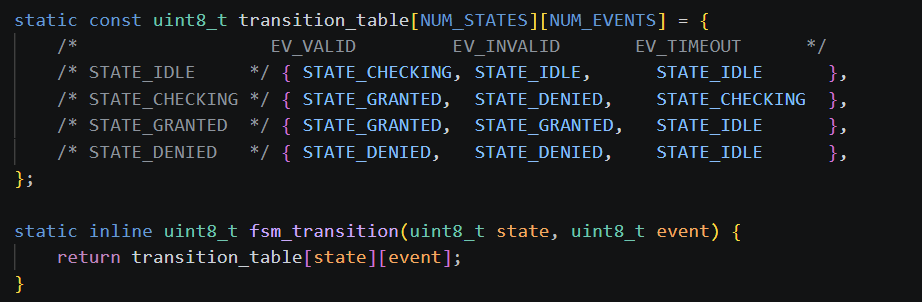 static const uint8_t transition_table[NUM_STATES][NUM_EVENTS] = {
    /*                  EV_VALID         EV_INVALID       EV_TIMEOUT      */
    /* STATE_IDLE     */ { STATE_CHECKING, STATE_IDLE,      STATE_IDLE      },
    /* STATE_CHECKING */ { STATE_GRANTED,  STATE_DENIED,    STATE_CHECKING  },
    /* STATE_GRANTED  */ { STATE_GRANTED,  STATE_GRANTED,   STATE_IDLE      },
    /* STATE_DENIED   */ { STATE_DENIED,   STATE_DENIED,    STATE_IDLE      },
};

static inline uint8_t fsm_transition(uint8_t state, uint8_t event) {
    return transition_table[state][event];
}